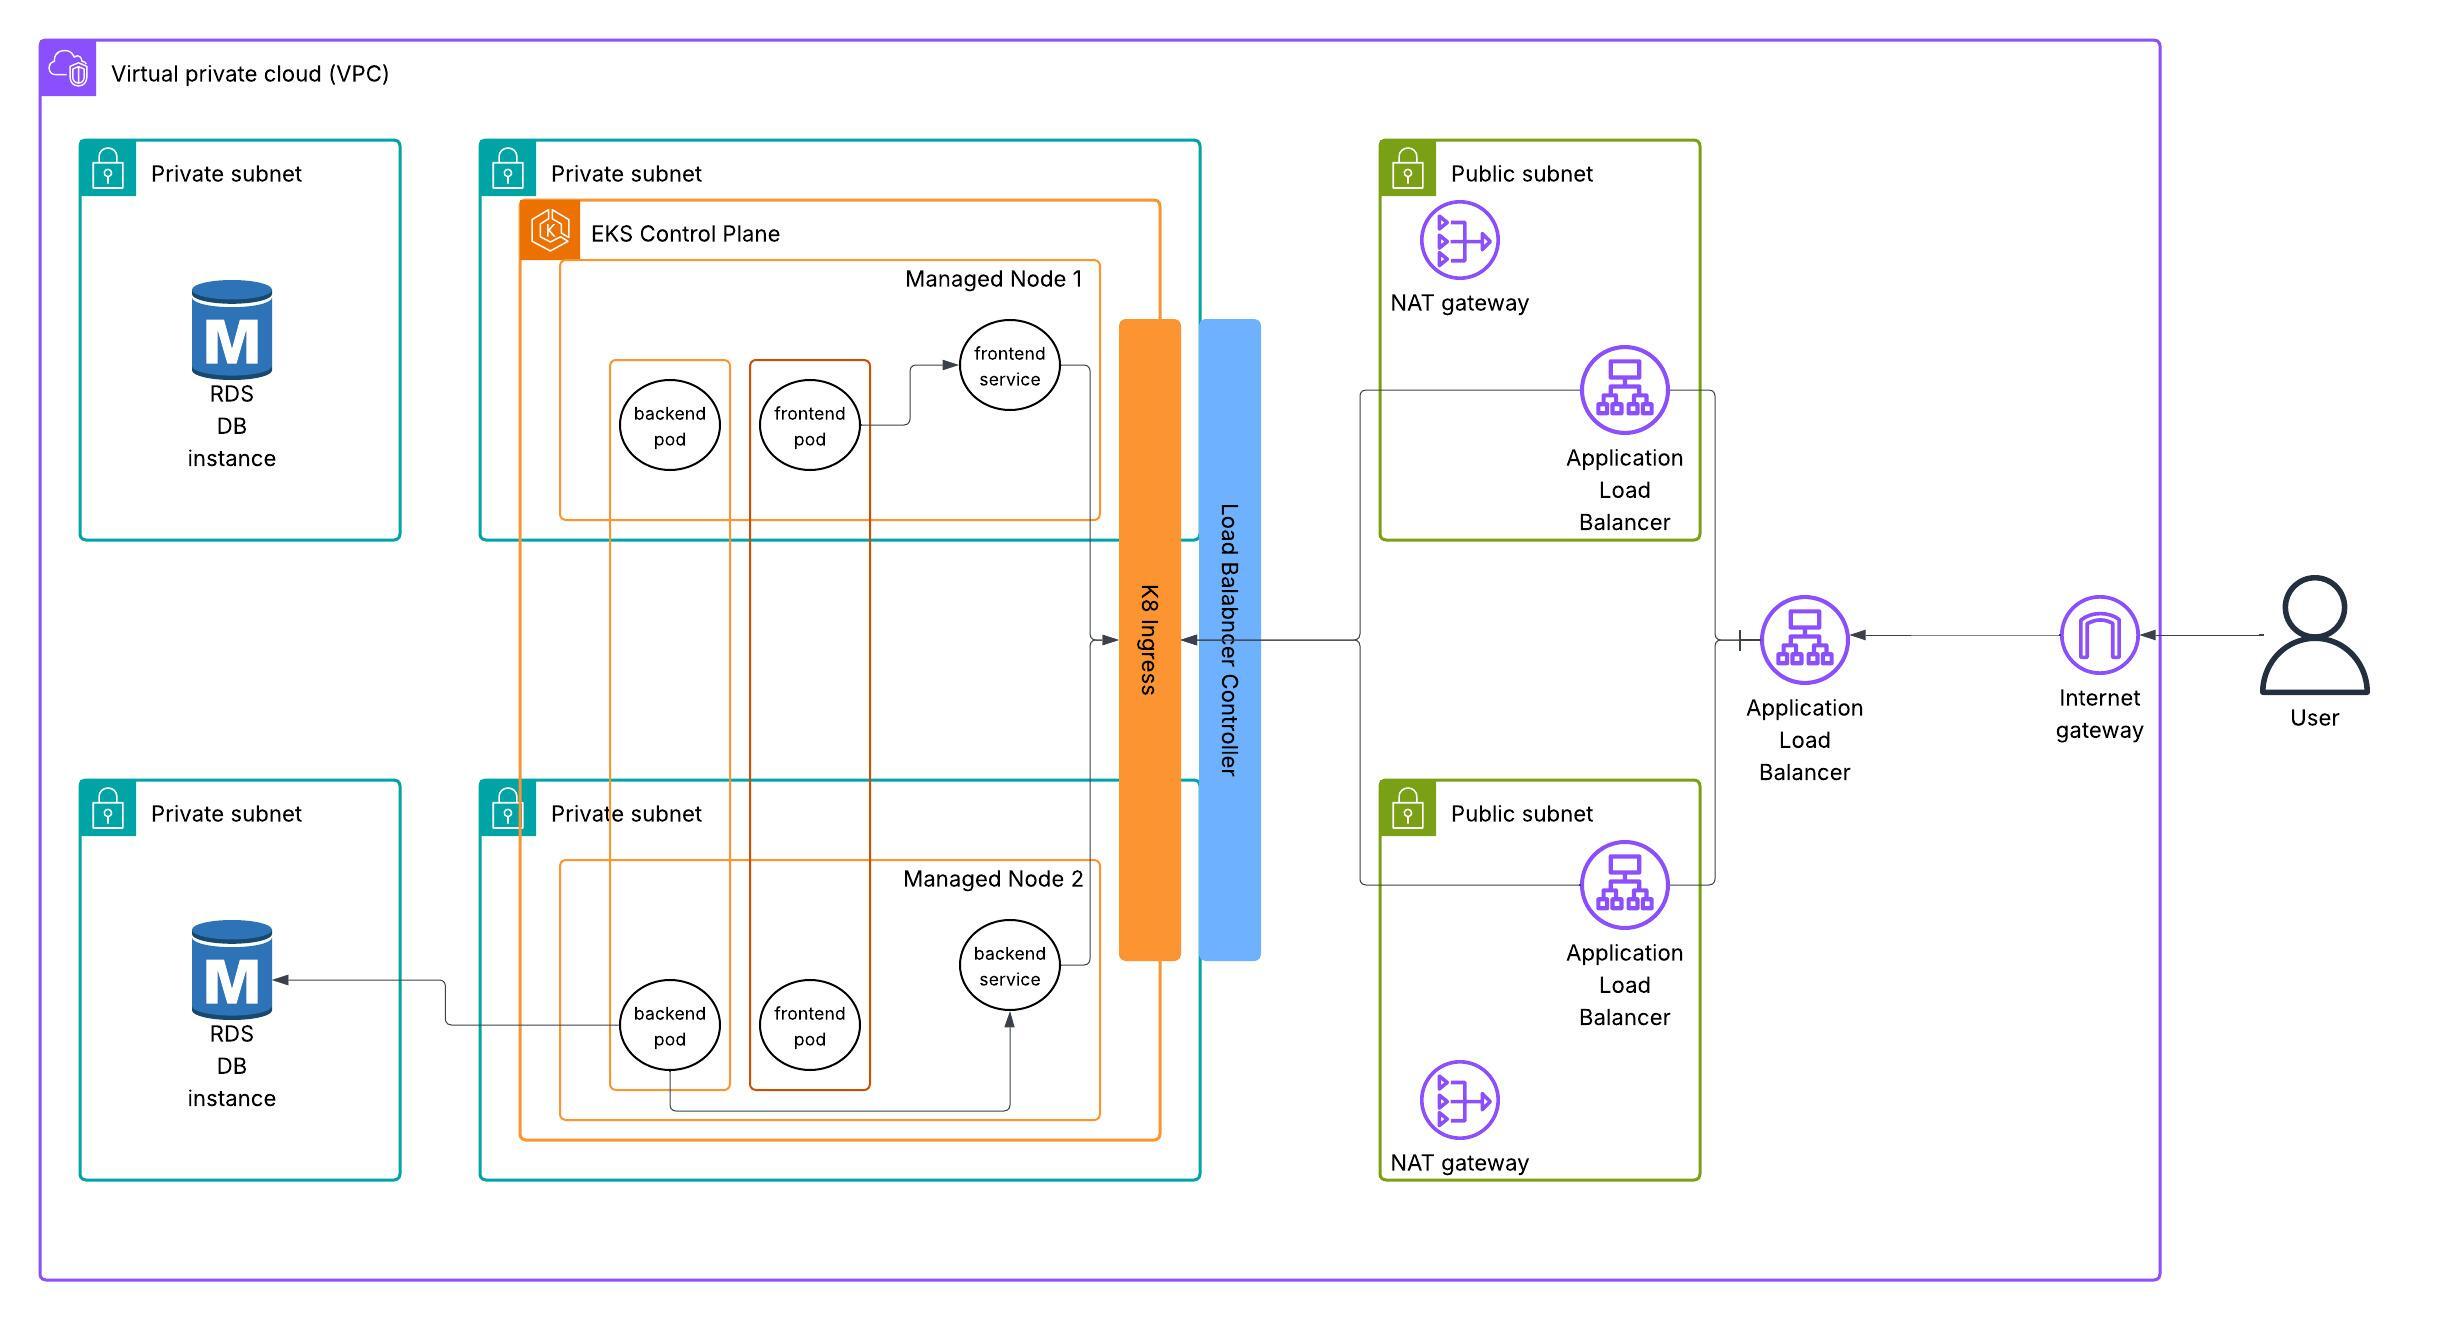 Virtual private cloud (VPC)
Private subnet
Private subnet
Public subnet
EKS Control Plane
Managed Node 1
NAT gateway
M
RDS
DB
instance
backend
pod
frontend
pod
frontend
service
Application
Load
Balancer
K8 Ingress
Load Balabncer Controller
Application
Load
Balancer
Internet
gateway
User
Private subnet
Private subnet
Public subnet
Managed Node 2
M
RDS
DB
instance
backend
pod
frontend
pod
backend
service
Application
Load
Balancer
NAT gateway